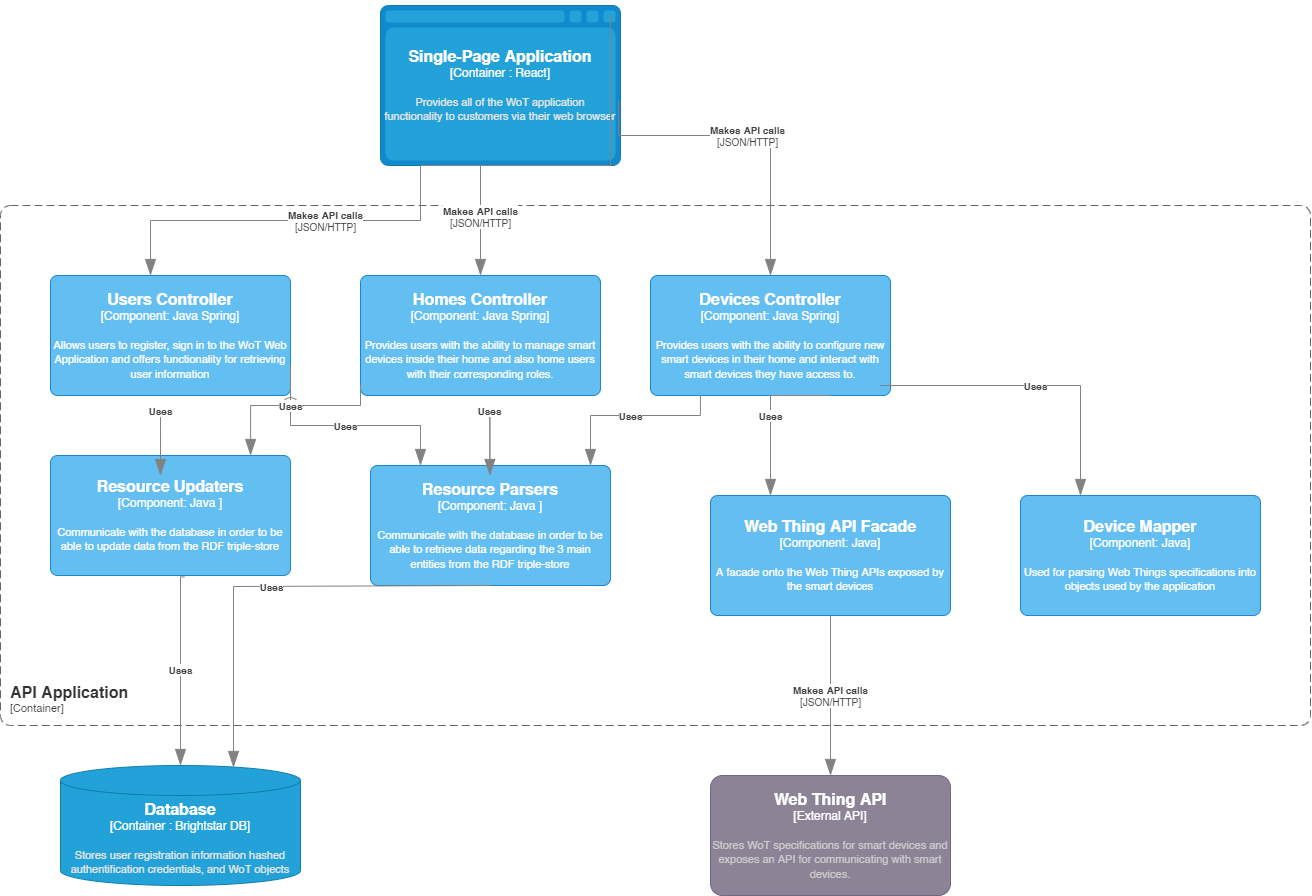 Single-Page Application
[Container : React]
Provides all of the WoT application
functionality to customers via their web browser
Makes API calls
[JSON/HTTP]
Makes API calls
[JSON/HTTP]
Makes API calls
[JSON/HTTP]
Users Controller
[Component: Java Spring]
Allows users to register, sign in to the WoT Web
Application and offers functionality for retrieving
user information
Homes Controller
[Component: Java Spring]
Provides users with the ability to manage smart
devices inside their home and also home users
with their corresponding roles.
Devices Controller
[Component: Java Spring]
Provides users with the ability to configure new
smart devices in their home and interact with
smart devices they have access to.
Uses
Uses
Uses
Uses
Uses
Uses
Uses
Resource Updaters
[Component: Java ]
Communicate with the database in order to be
able to update data from the RDF triple-store
Resource Parsers
[Component: Java ]
Communicate with the database in order to be
able to retrieve data regarding the 3 main
entities from the RDF triple-store
Web Thing API Facade
[Component: Java]
A facade onto the Web Thing APIs exposed by
the smart devices
Device Mapper
[Component: Java]
Used for parsing Web Things specifications into
objects used by the application
Uses
Uses
Makes API calls
[JSON/HTTP]
API Application
[Container]
Database
[Container : Brightstar DB]
Stores user registration information hashed
authentification credentials, and WoT objects
Web Thing API
[External API]
Stores WoT specifications for smart devices and
exposes an API for communicating with smart
devices.